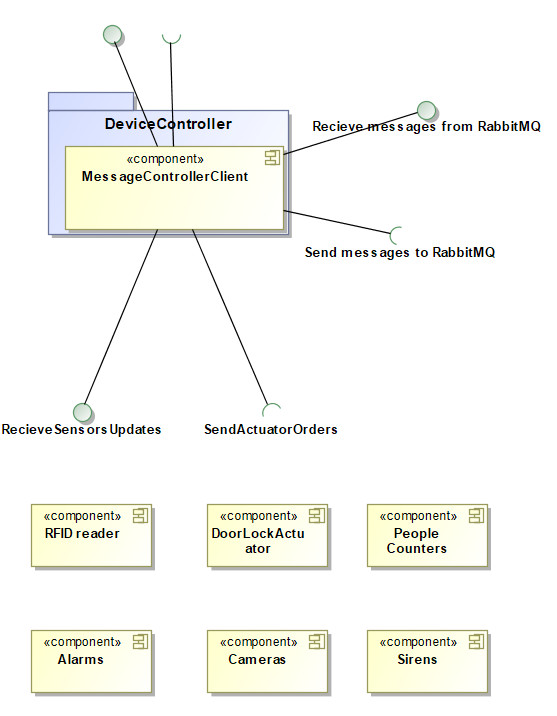 DeviceController
«component»
MessageControllerClient
Recieve messages from RabbitMQ
Send messages to RabbitMQ
RecieveSensorsUpdates
SendActuatorOrders
«component»
RFID reader
«component»
DoorLockActu
ator
«component»
People
Counters
«component»
Alarms
«component»
Cameras
«component»
Sirens